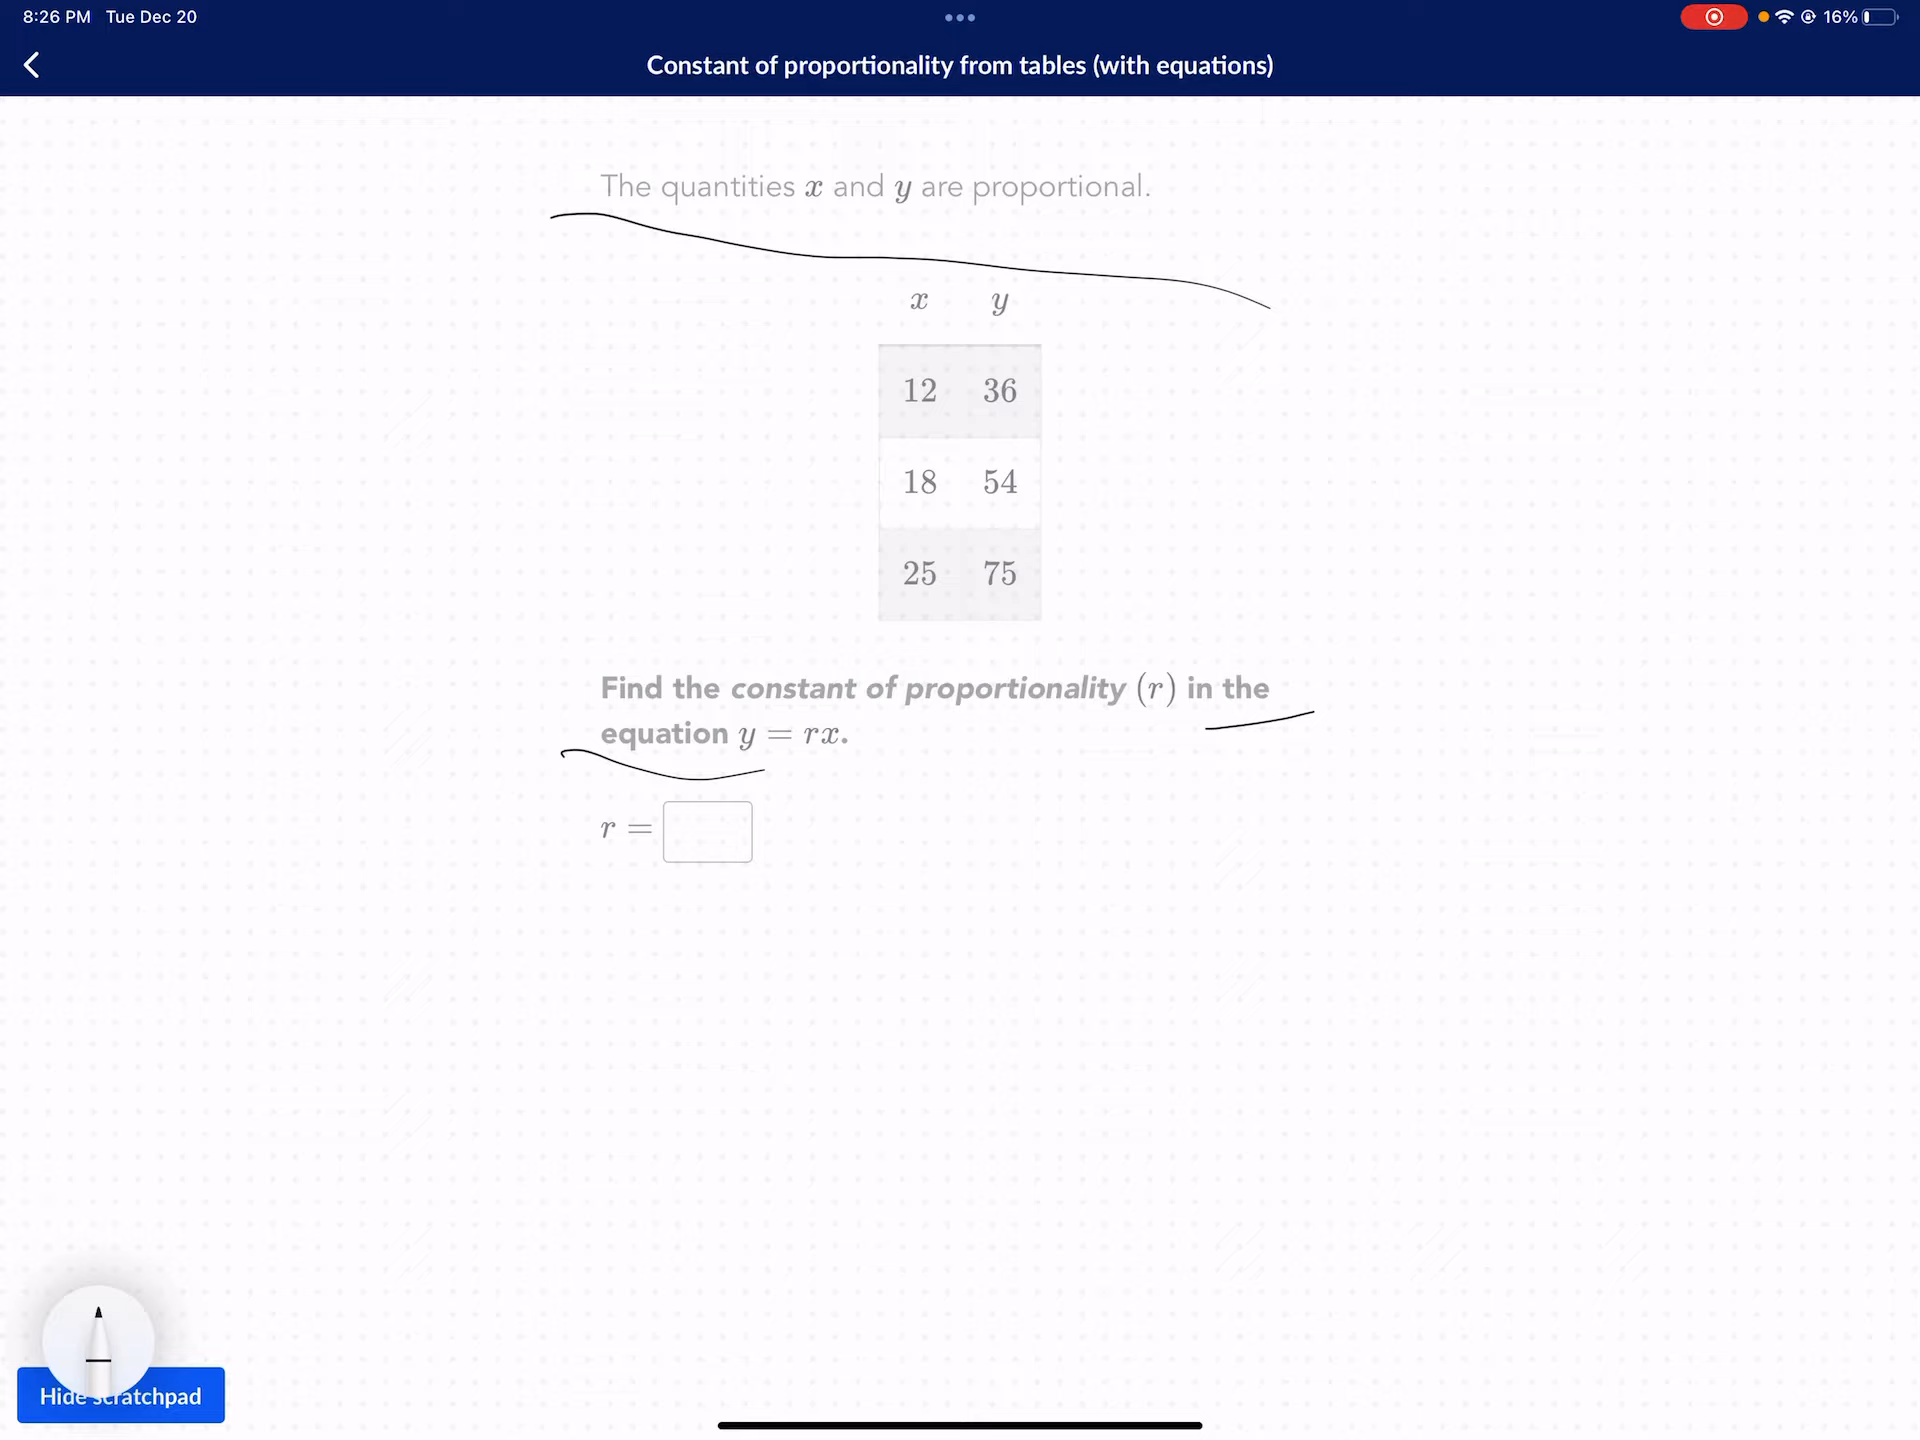 8:26 PM Tue Dec 20
16%
Constant of proportionality from tables (with equations)
The quantities x and y are proportional.
x y
12 36
18 54
25 75
Find the constant of proportionality (r) in the
equation y = rx.
r =
Hide scratchpad